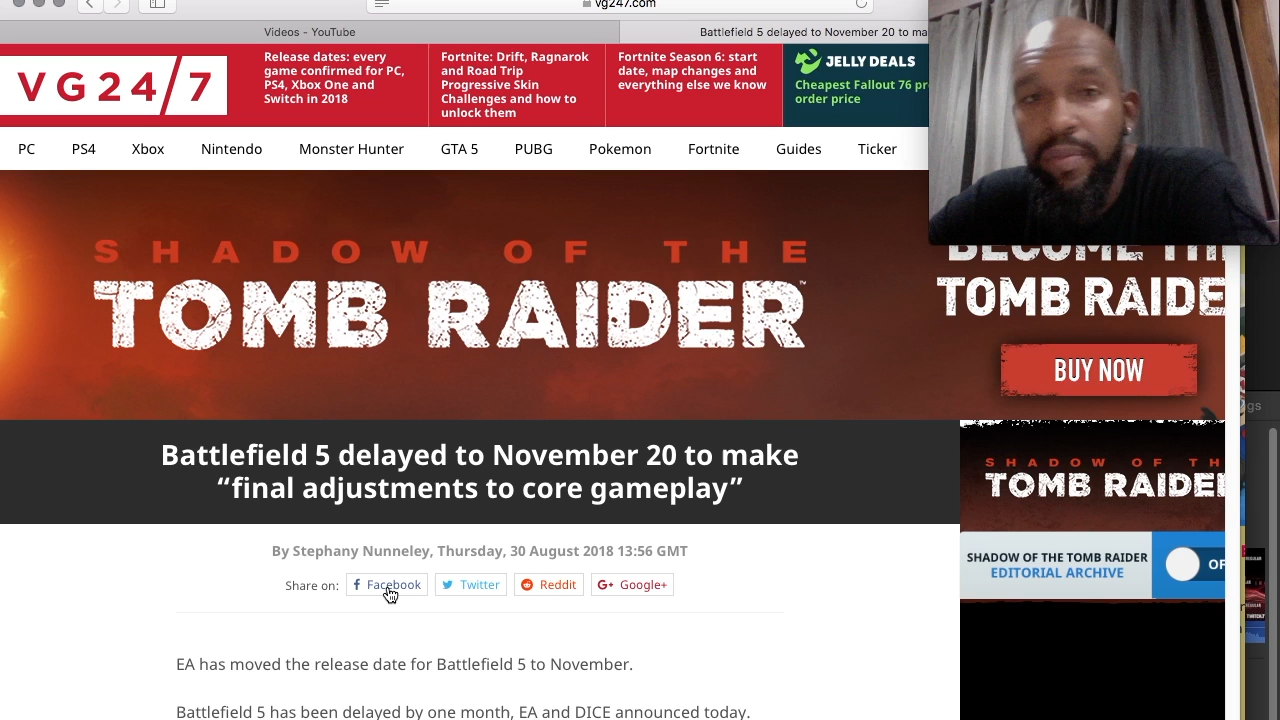 vg247.com
Videos - YouTube
Battlefield 5 delayed to November 20 to ma
VG24/7
Release dates: every
game confirmed for PC,
PS4, Xbox One and
Switch in 2018
Fortnite: Drift, Ragnarok
and Road Trip
Progressive Skin
Challenges and how to
unlock them
Fortnite Season 6: start
date, map changes and
everything else we know
JELLY DEALS
Cheapest Fallout 76 pr
order price
PC PS4 Xbox Nintendo Monster Hunter GTA 5 PUBG Pokemon Fortnite Guides Ticker
SHADOW OF THE
TOMB RAIDER™
BECOME TH
TOMB RAIDE
BUY NOW
gs
Battlefield 5 delayed to November 20 to make
“final adjustments to core gameplay”
SHADOW OF TH
TOMB RAIDER
By Stephany Nunneley, Thursday, 30 August 2018 13:56 GMT
SHADOW OF THE TOMB RAIDER
EDITORIAL ARCHIVE
OF
Share on: Facebook Twitter Reddit Google+
EA has moved the release date for Battlefield 5 to November.
Battlefield 5 has been delayed by one month, EA and DICE announced today.